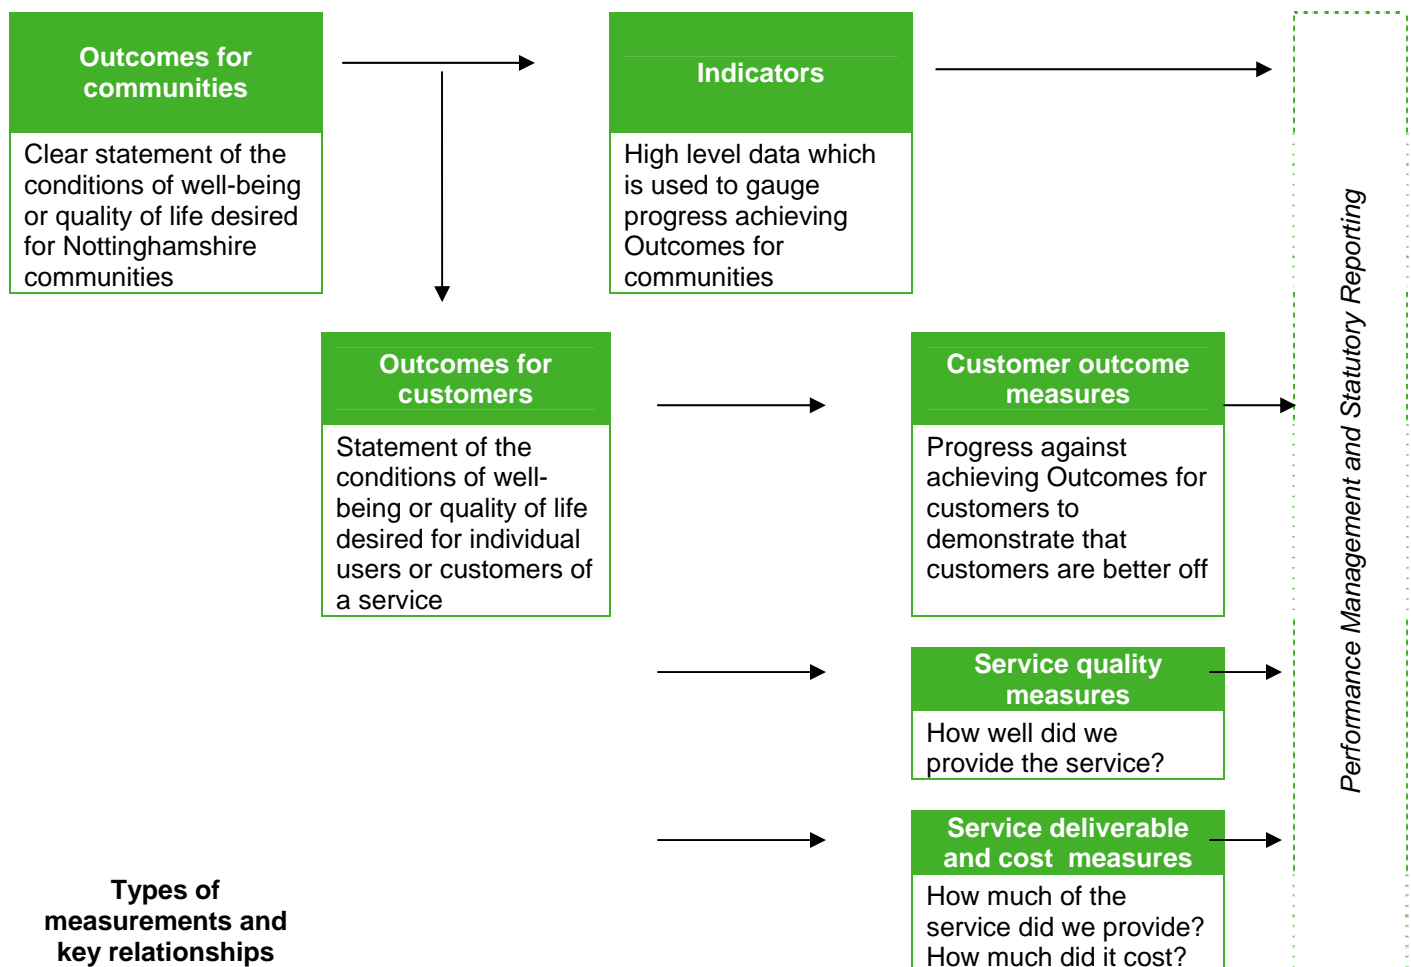 Outcomes for
communities
Clear statement of the
conditions of well-being
or quality of life desired
for Nottinghamshire
communities
Indicators
High level data which
is used to gauge
progress achieving
Outcomes for
communities
Outcomes for
customers
Statement of the
conditions of well-
being or quality of life
desired for individual
users or customers of
a service
Customer outcome
measures
Progress against
achieving Outcomes for
customers to
demonstrate that
customers are better off
Service quality
measures
How well did we
provide the service?
Service deliverable
and cost measures
How much of the
service did we provide?
How much did it cost?
Performance Management and Statutory Reporting
Types of
measurements and
key relationships